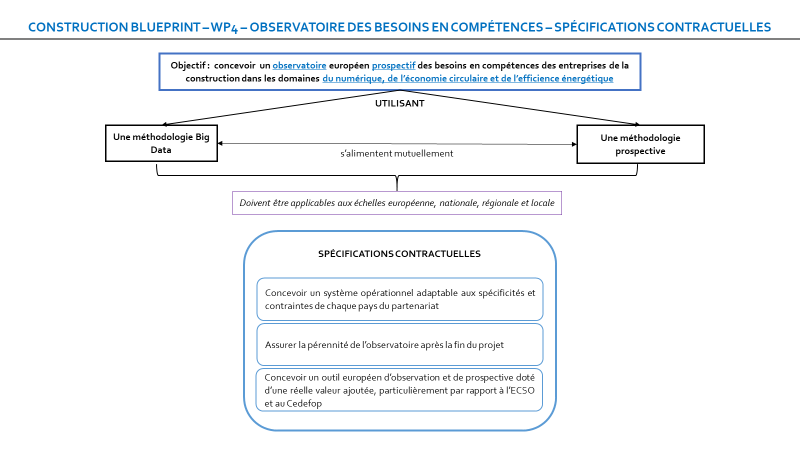 CONSTRUCTION BLUEPRINT – WP4 – OBSERVATOIRE DES BESOINS EN COMPÉTENCES – SPÉCIFICATIONS CONTRACTUELLES
Objectif : concevoir un observatoire européen prospectif des besoins en compétences des entreprises de la
construction dans les domaines du numérique, de l'économie circulaire et de l'efficience énergétique
UTILISANT
Une méthodologie Big
Data
Une méthodologie
prospective
s'alimentent mutuellement
Doivent être applicables aux échelles européenne, nationale, régionale et locale
SPÉCIFICATIONS CONTRACTUELLES
Concevoir un système opérationnel adaptable aux spécificités et
contraintes de chaque pays du partenariat
Assurer la pérennité de l'observatoire après la fin du projet
Concevoir un outil européen d'observation et de prospective doté
d'une réelle valeur ajoutée, particulièrement par rapport à l'ECSO
et au Cedefop